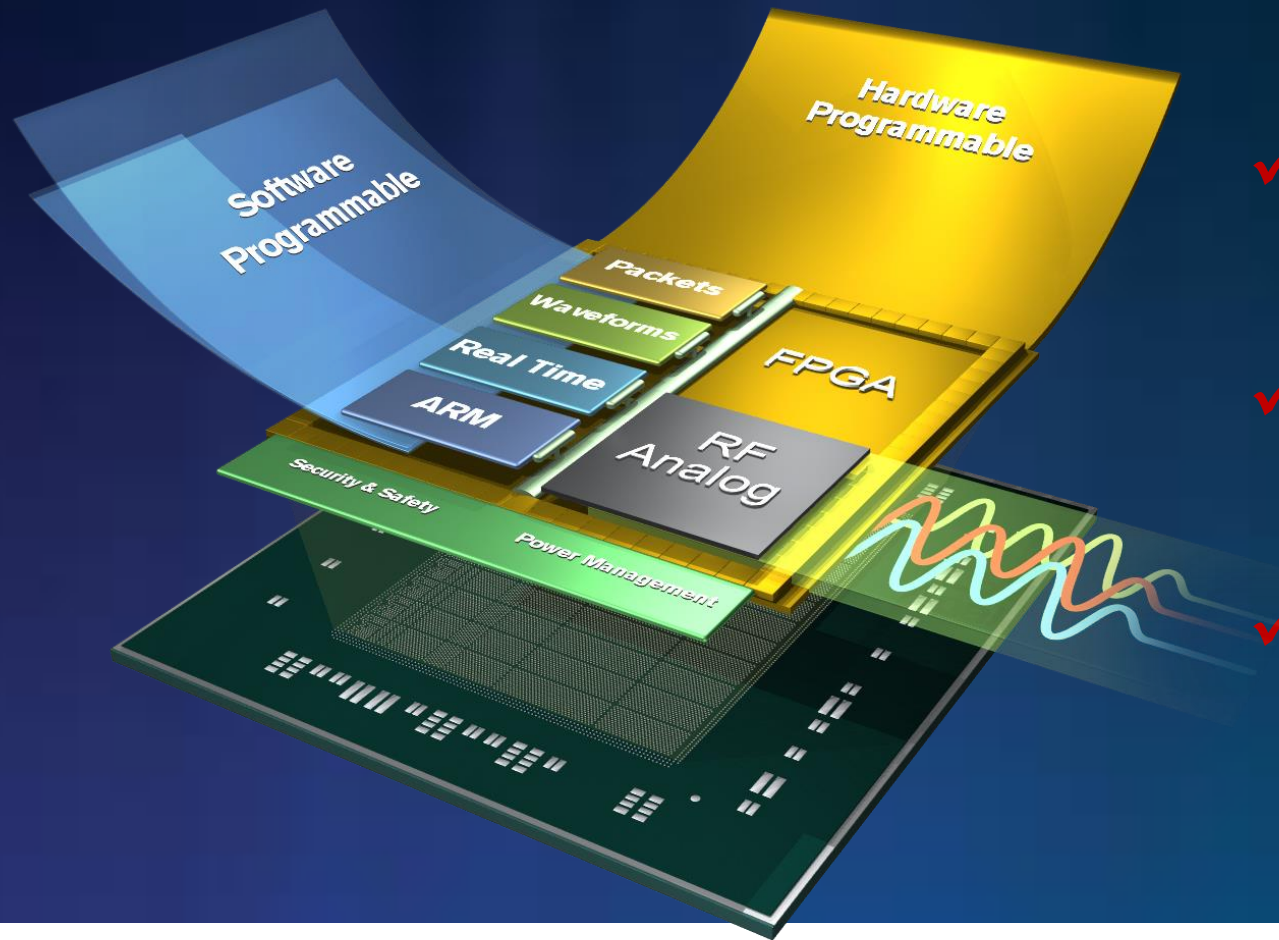 Software
Programmable
Hardware
Programmable
Packets
Waveforms
Real Time
ARM
FPGA
RF
Analog
Security & Safety
Power Management